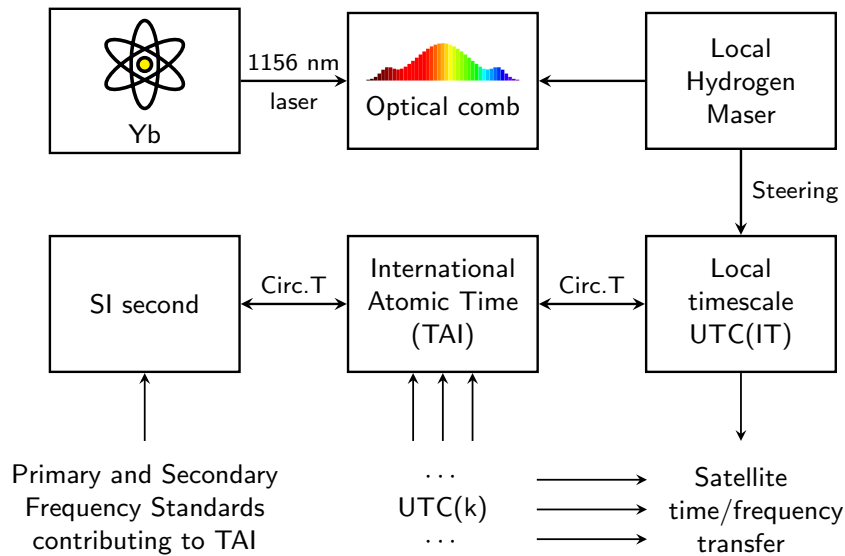 Yb
1156 nm
laser
Optical comb
Local
Hydrogen
Maser
Steering
SI second
Circ.T
International
Atomic Time
(TAI)
Circ.T
Local
timescale
UTC(IT)
Primary and Secondary
Frequency Standards
contributing to TAI
...
UTC(k)
...
Satellite
time/frequency
transfer